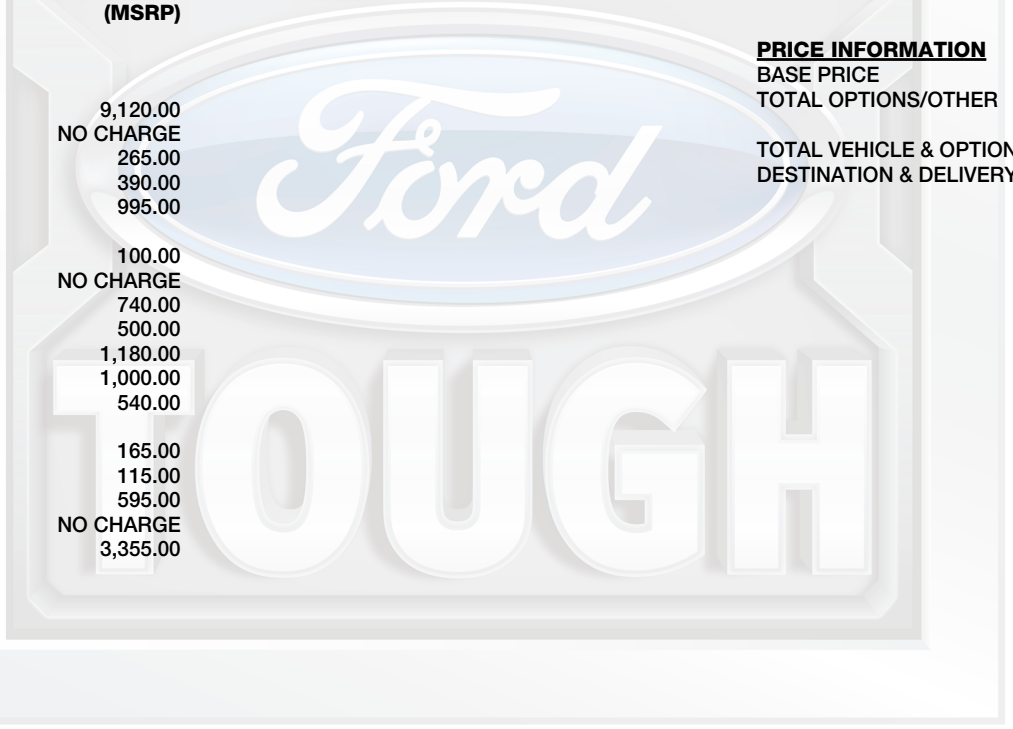 (MSRP)
9,120.00
NO CHARGE
265.00
390.00
995.00
100.00
NO CHARGE
740.00
500.00
1,180.00
1,000.00
540.00
165.00
115.00
595.00
NO CHARGE
3,355.00
PRICE INFORMATION
BASE PRICE
TOTAL OPTIONS/OTHER
TOTAL VEHICLE & OPTION
DESTINATION & DELIVERY
Ford
TOUGH